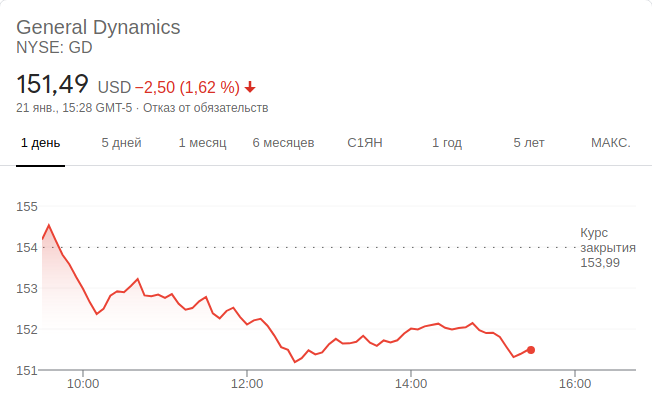 General Dynamics
NYSE: GD
151,49 USD −2,50 (1,62 %)
21 янв., 15:28 GMT-5 · Отказ от обязательств
1 день 5 дней 1 месяц 6 месяцев С1ЯН 1 год 5 лет МАКС.
155
Курс
154 закрытия
153,99
153
152
151
10:00 12:00 14:00 16:00